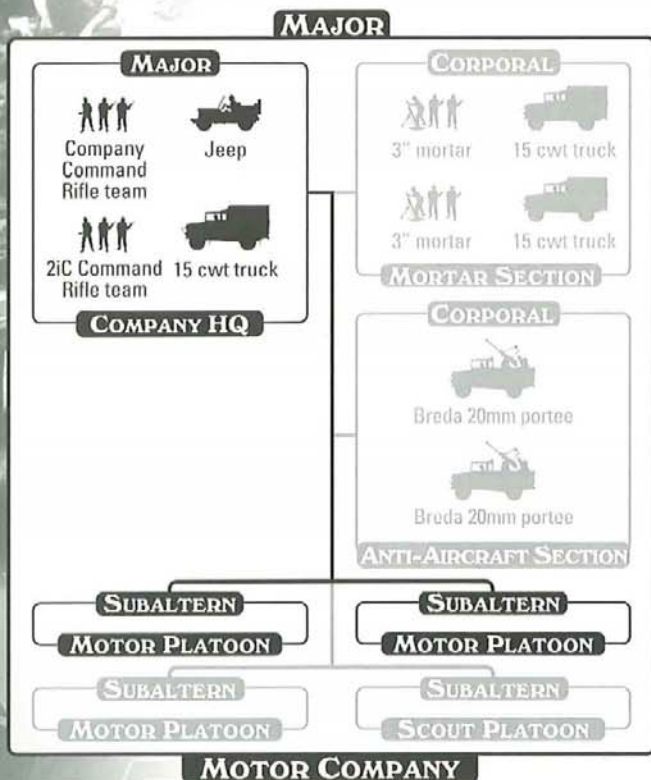 MAJOR
MAJOR
Company
Command
Rifle team
Jeep
2iC Command
Rifle team
15 cwt truck
COMPANY HQ
CORPORAL
3" mortar
15 cwt truck
3" mortar
15 cwt truck
MORTAR SECTION
CORPORAL
Breda 20mm portee
Breda 20mm portee
ANTI-AIRCRAFT SECTION
SUBALTERN
MOTOR PLATOON
SUBALTERN
MOTOR PLATOON
SUBALTERN
MOTOR PLATOON
SUBALTERN
SCOUT PLATOON
MOTOR COMPANY